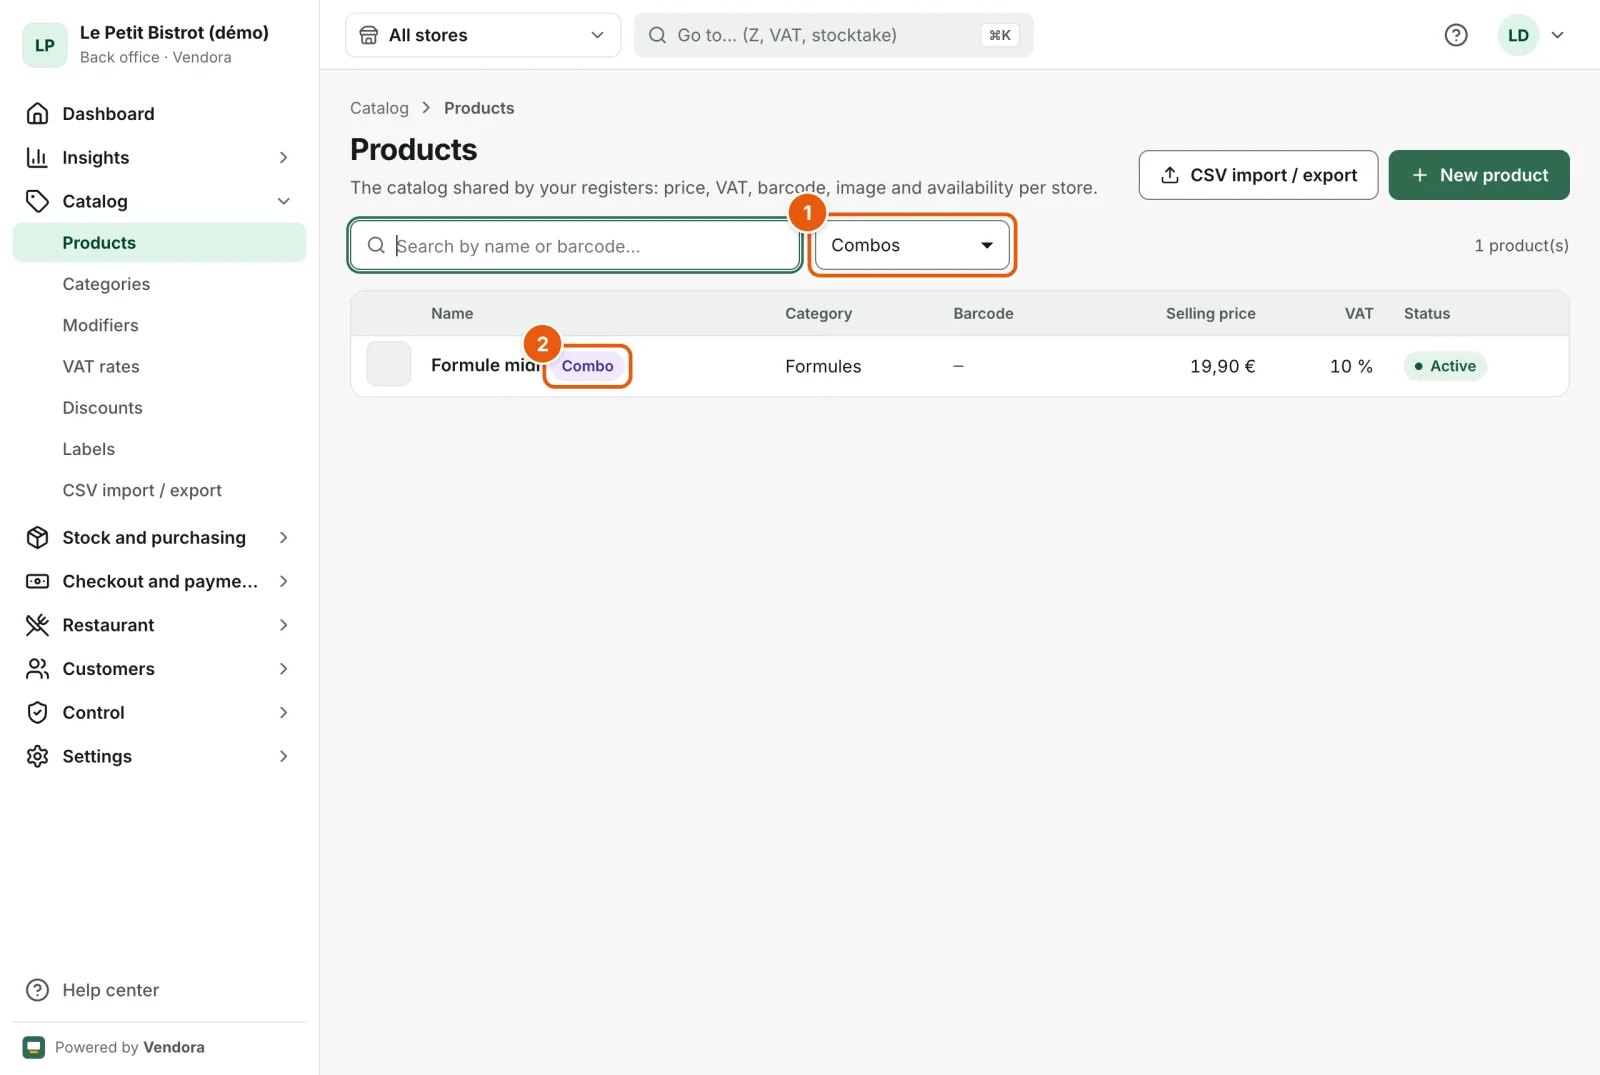 LP
Le Petit Bistrot (démo)
Back office · Vendora
All stores
Go to... (Z, VAT, stocktake)
⌘K
LD
Dashboard
Insights
Catalog
Products
Categories
Modifiers
VAT rates
Discounts
Labels
CSV import / export
Stock and purchasing
Checkout and payme...
Restaurant
Customers
Control
Settings
Help center
Powered by Vendora
Catalog > Products
Products
The catalog shared by your registers: price, VAT, barcode, image and availability per store.
CSV import / export
+ New product
Search by name or barcode...
1
Combos
1 product(s)
Name Category Barcode Selling price VAT Status
2
Formule midi Combo Formules – 19,90 € 10 % Active